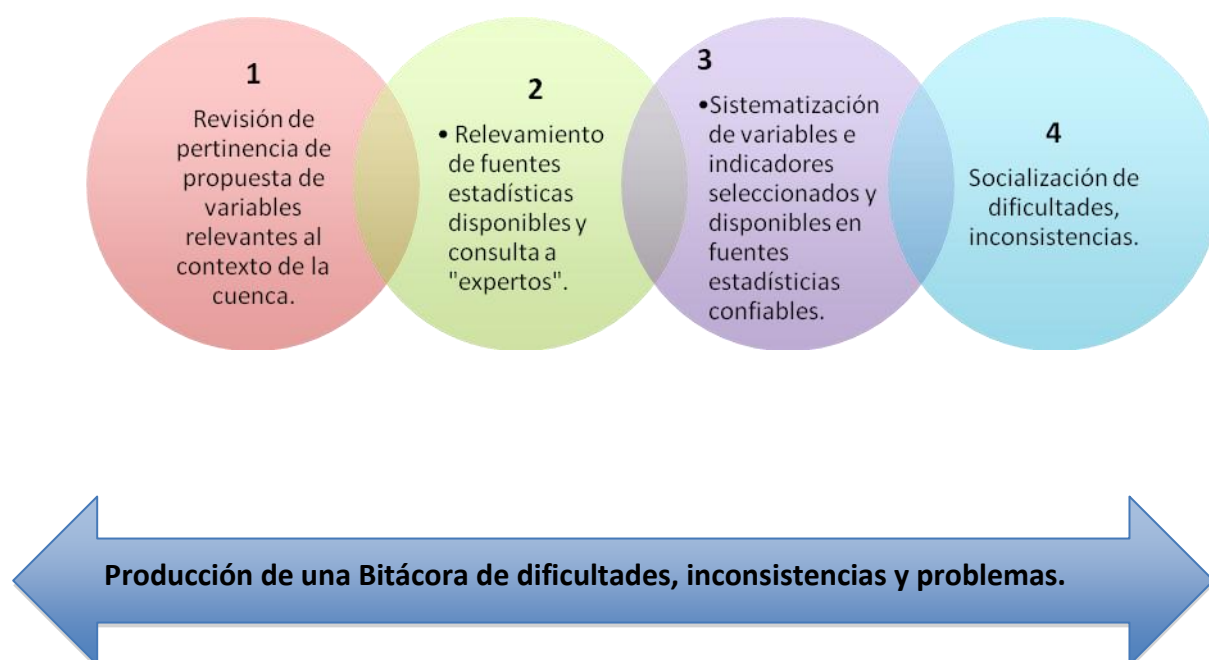 1
Revisión de
pertinencia de
propuesta de
variables
relevantes al
contexto de la
cuenca.
2
• Relevamiento
de fuentes
estadísticas
disponibles y
consulta a
"expertos".
3
•Sistematización
de variables e
indicadores
seleccionados y
disponibles en
fuentes
estadísticias
confiables.
4
Socialización de
dificultades,
inconsistencias.
Producción de una Bitácora de dificultades, inconsistencias y problemas.